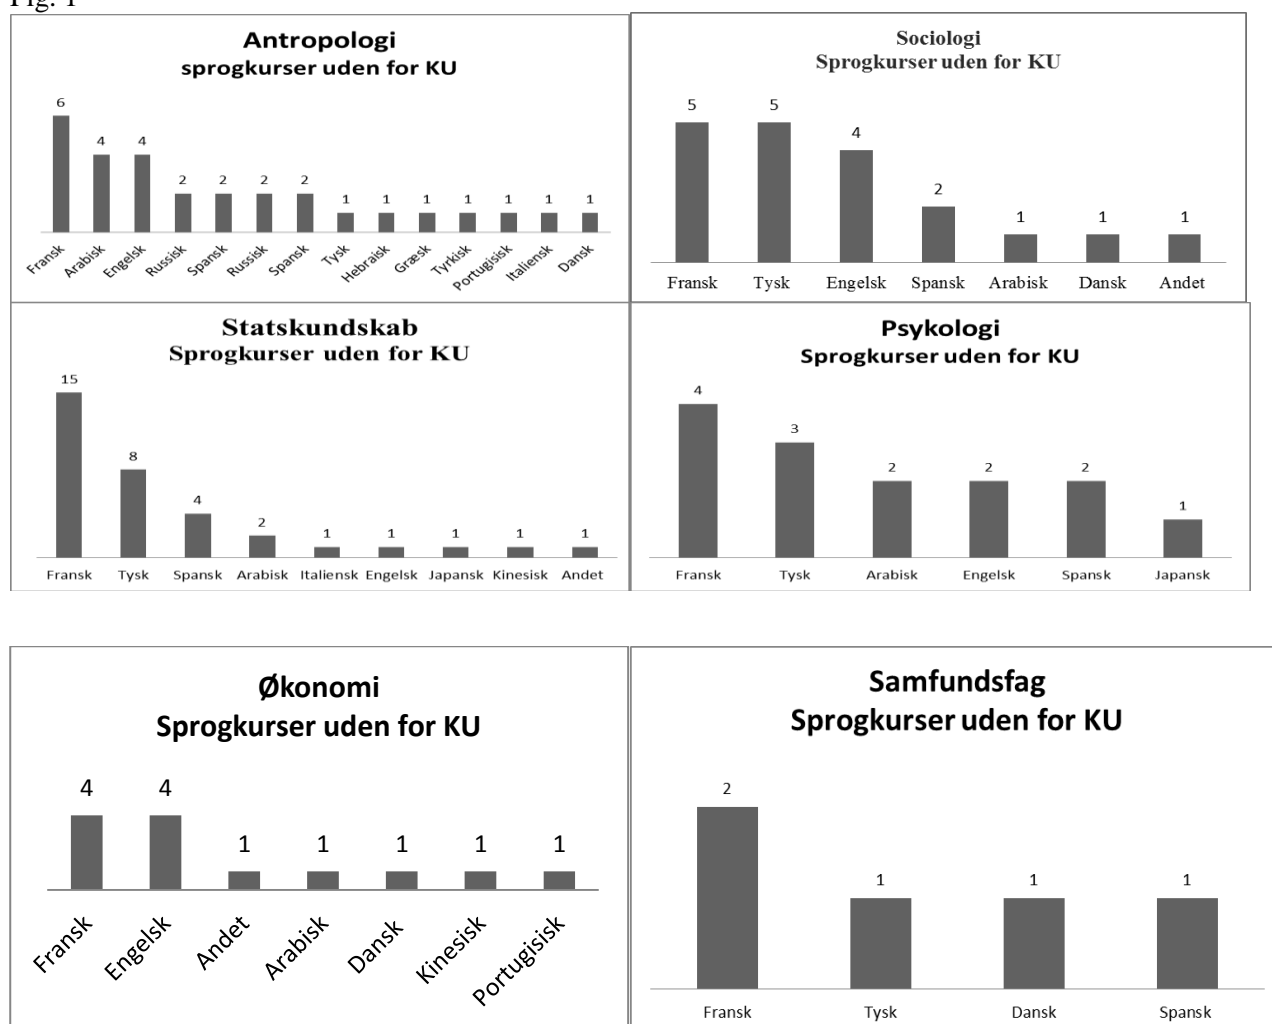 Fig. 1
Antropologi
sprogkurser uden for KU
6
4
4
2
2
2
2
1
1
1
1
1
1
1
Fransk
Arabisk
Engelsk
Russisk
Spansk
Russisk
Spansk
Tysk
Hebraisk
Græsk
Tyrkisk
Portugisisk
Italiensk
Dansk
Sociologi
Sprogkurser uden for KU
5
5
4
2
1
1
1
Fransk
Tysk
Engelsk
Spansk
Arabisk
Dansk
Andet
Statskundskab
Sprogkurser uden for KU
15
8
4
2
1
1
1
1
1
Fransk
Tysk
Spansk
Arabisk
Italiensk
Engelsk
Japansk
Kinesisk
Andet
Psykologi
Sprogkurser uden for KU
4
3
2
2
2
1
Fransk
Tysk
Arabisk
Engelsk
Spansk
Japansk
Økonomi
Sprogkurser uden for KU
4
4
1
1
1
1
1
Fransk
Engelsk
Andet
Arabisk
Dansk
Kinesisk
Portugisisk
Samfundsfag
Sprogkurser uden for KU
2
1
1
1
Fransk
Tysk
Dansk
Spansk